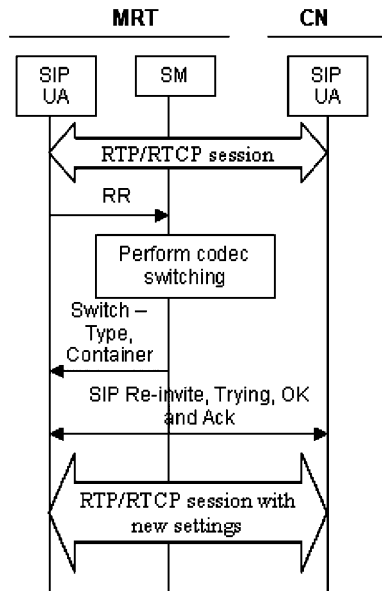 MRT CN
SIP UA SM SIP UA
RTP/RTCP session
RR
Perform codec
switching
Switch –
Type,
Container
SIP Re-invite, Trying, OK
and Ack
RTP/RTCP session with
new settings